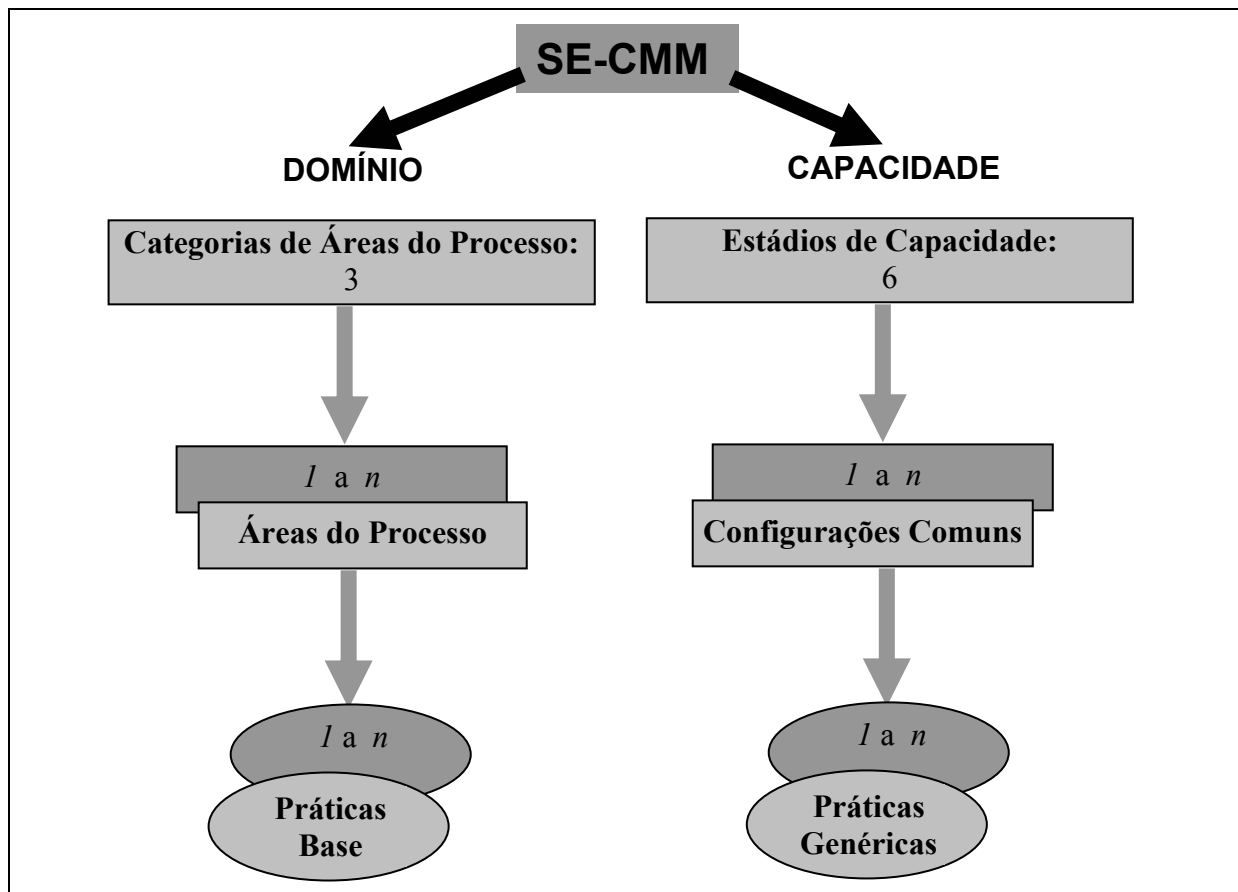 SE-CMM
DOMÍNIO
CAPACIDADE
Categorias de Áreas do Processo:
3
Estádios de Capacidade:
6
1 a n
Áreas do Processo
1 a n
Configurações Comuns
1 a n
Práticas
Base
1 a n
Práticas
Genéricas